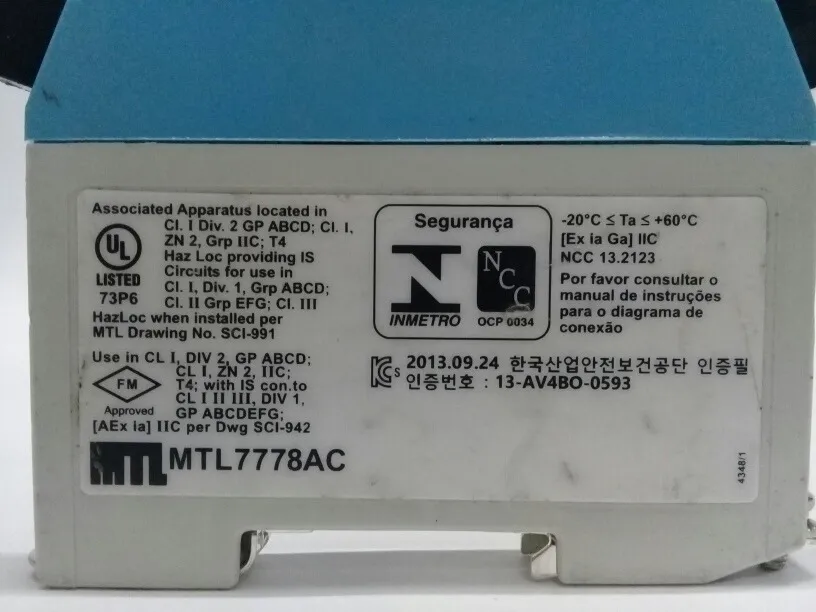 Associated Apparatus located in
Cl. I Div. 2 GP ABCD; Cl. I,
ZN 2, Grp IIC; T4
Haz Loc providing IS
Circuits for use in
Cl. I, Div. 1, Grp ABCD;
Cl. II Grp EFG; Cl. III
UL
LISTED
73P6
HazLoc when installed per
MTL Drawing No. SCI-991
Use in CL I, DIV 2, GP ABCD;
CL I, ZN 2, IIC;
T4; with IS con.to
CL I II III, DIV 1,
GP ABCDEFG;
FM
Approved
[AEx ia] IIC per Dwg SCI-942
MTL MTL7778AC
Segurança
INMETRO
NCC
OCP 0034
-20°C ≤ Ta ≤ +60°C
[Ex ia Ga] IIC
NCC 13.2123
Por favor consultar o
manual de instruções
para o diagrama de
conexão
KCs 2013.09.24 한국산업안전보건공단 인증필
인증번호 : 13-AV4BO-0593
4348/1